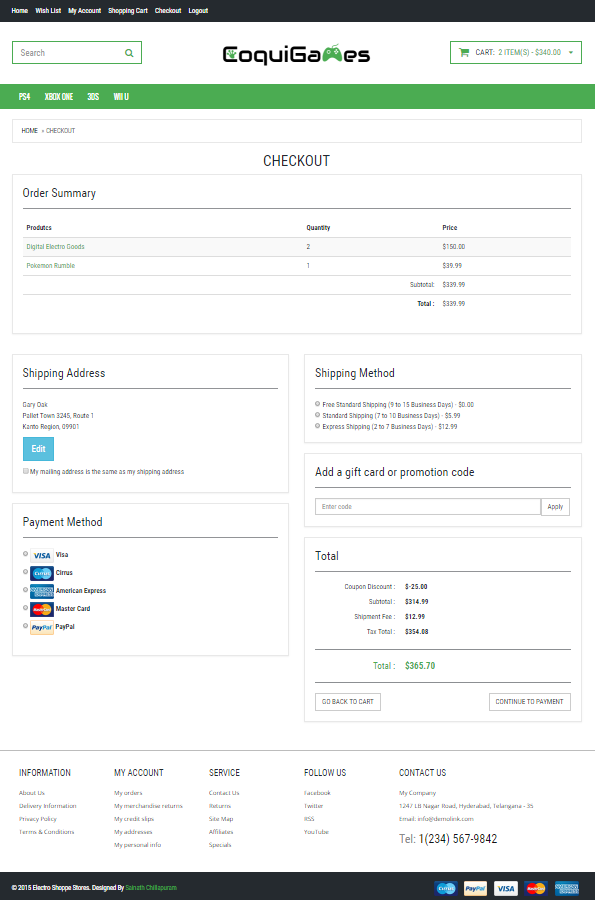 Home Wish List My Account Shopping Cart Checkout Logout
Search
CoquiGames
CART: 2 ITEM(S) - $340.00
PS4 XBOX ONE 3DS WII U
HOME » CHECKOUT
CHECKOUT
Order Summary
Produtcs Quantity Price
Digital Electro Goods 2 $150.00
Pokemon Rumble 1 $39.99
Subtotal: $339.99
Total : $339.99
Shipping Address
Gary Oak
Pallet Town 3245, Route 1
Kanto Region, 09901
Edit
My mailing address is the same as my shipping address
Payment Method
VISA Visa
Cirrus Cirrus
American Express
MasterCard Master Card
PayPal PayPal
Shipping Method
Free Standard Shipping (9 to 15 Business Days) - $0.00
Standard Shipping (7 to 10 Business Days) - $5.99
Express Shipping (2 to 7 Business Days) - $12.99
Add a gift card or promotion code
Enter code Apply
Total
Coupon Discount : $-25.00
Subtotal : $314.99
Shipment Fee : $12.99
Tax Total : $354.08
Total : $365.70
GO BACK TO CART CONTINUE TO PAYMENT
INFORMATION
About Us
Delivery Information
Privacy Policy
Terms & Conditions
MY ACCOUNT
My orders
My merchandise returns
My credit slips
My addresses
My personal info
SERVICE
Contact Us
Returns
Site Map
Affiliates
Specials
FOLLOW US
Facebook
Twitter
RSS
YouTube
CONTACT US
My Company
1247 LB Nagar Road, Hyderabad, Telangana - 35
Email: info@demolink.com
Tel: 1(234) 567-9842
© 2015 Electro Shoppe Stores. Designed By Sainath Chillapuram
Cirrus PayPal VISA MasterCard